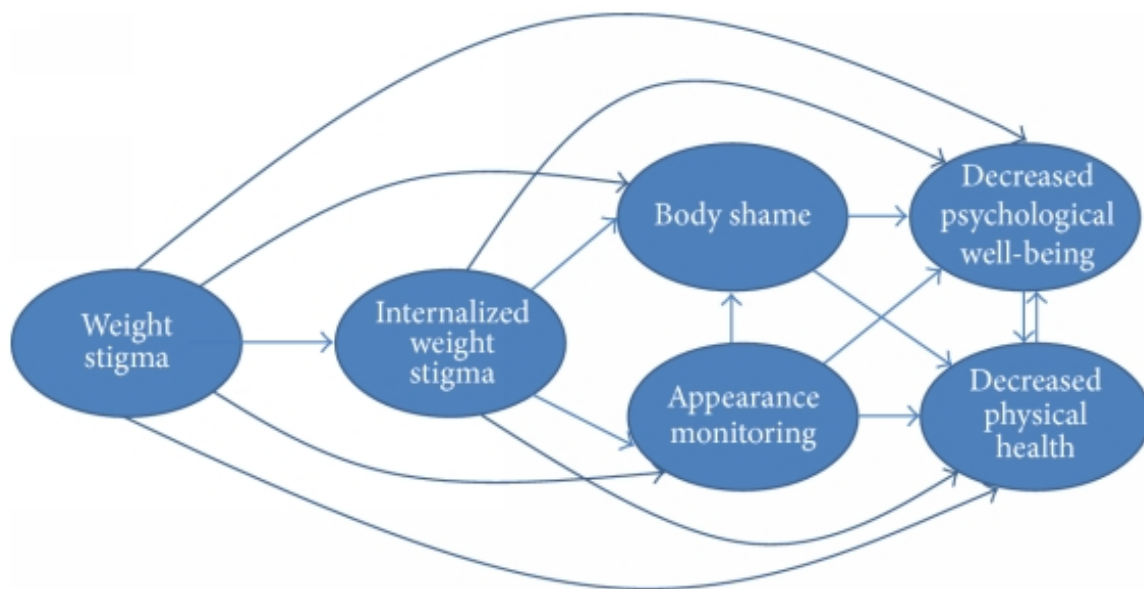 Weight
stigma
Internalized
weight
stigma
Body shame
Appearance
monitoring
Decreased
psychological
well-being
Decreased
physical
health